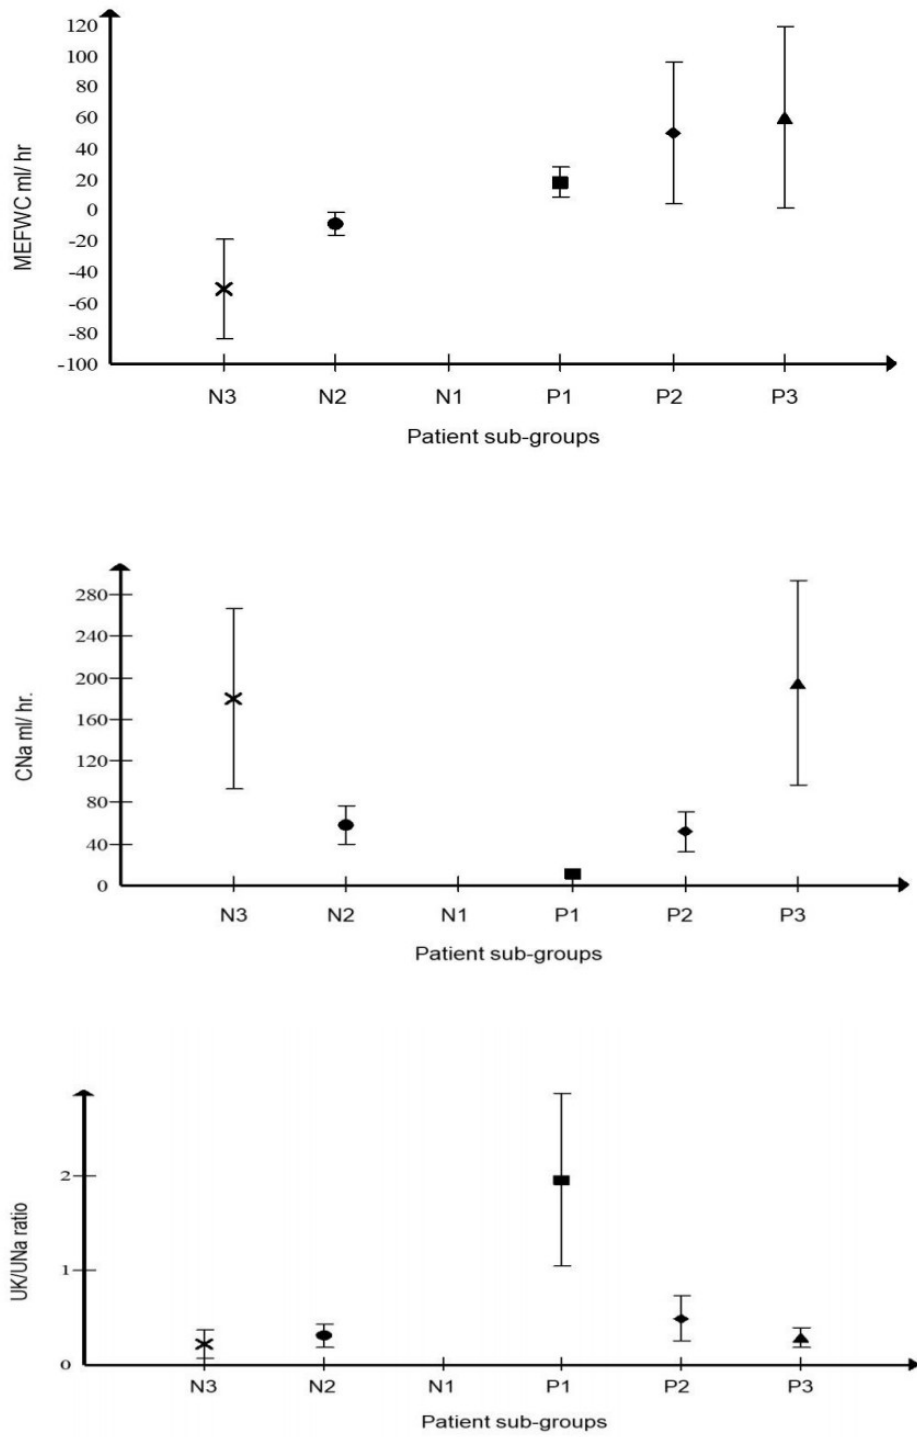 120
100
80
60
40
20
0
-20
-40
-60
-80
-100
MEFWC ml/ hr
N3 N2 N1 P1 P2 P3
Patient sub-groups
280
240
200
160
120
80
40
0
CNa ml/ hr.
N3 N2 N1 P1 P2 P3
Patient sub-groups
2
1
0
UK/UNa ratio
N3 N2 N1 P1 P2 P3
Patient sub-groups